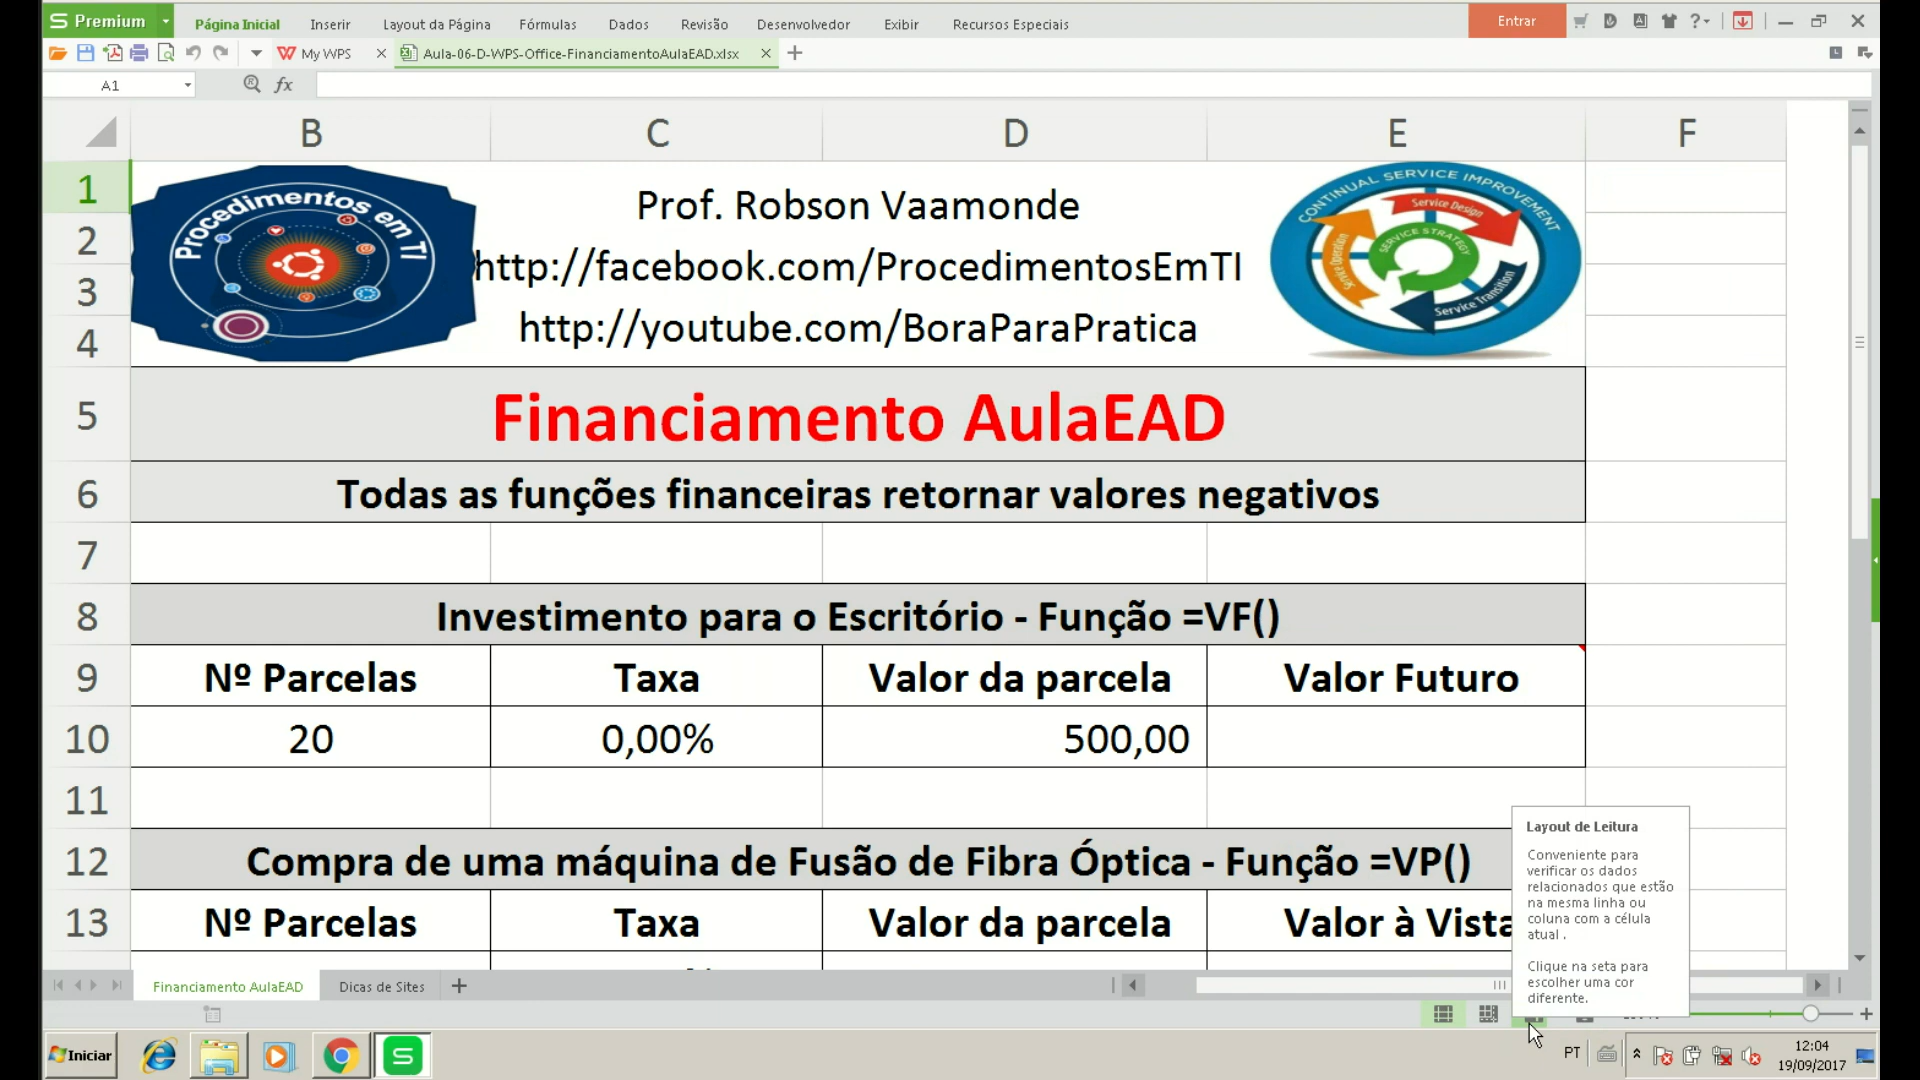 Premium
Página Inicial Inserir Layout da Página Fórmulas Dados Revisão Desenvolvedor Exibir Recursos Especiais Entrar
My WPS Aula-06-D-WPS-Office-FinanciamentoAulaEAD.xlsx
A1 fx
B C D E F
1
2
3
4
Procedimentos em TI
Prof. Robson Vaamonde
http://facebook.com/ProcedimentosEmTI
http://youtube.com/BoraParaPratica
CONTINUAL SERVICE IMPROVEMENT
Service Design
SERVICE STRATEGY
Service Operation
Service Transition
5 Financiamento AulaEAD
6 Todas as funções financeiras retornar valores negativos
7
8 Investimento para o Escritório - Função =VF()
9 Nº Parcelas Taxa Valor da parcela Valor Futuro
10 20 0,00% 500,00
11
12 Compra de uma máquina de Fusão de Fibra Óptica - Função =VP()
13 Nº Parcelas Taxa Valor da parcela Valor à Vista
Layout de Leitura
Conveniente para
verificar os dados
relacionados que estão
na mesma linha ou
coluna com a célula
atual .
Clique na seta para
escolher uma cor
diferente.
Financiamento AulaEAD Dicas de Sites
Iniciar PT 12:04
19/09/2017